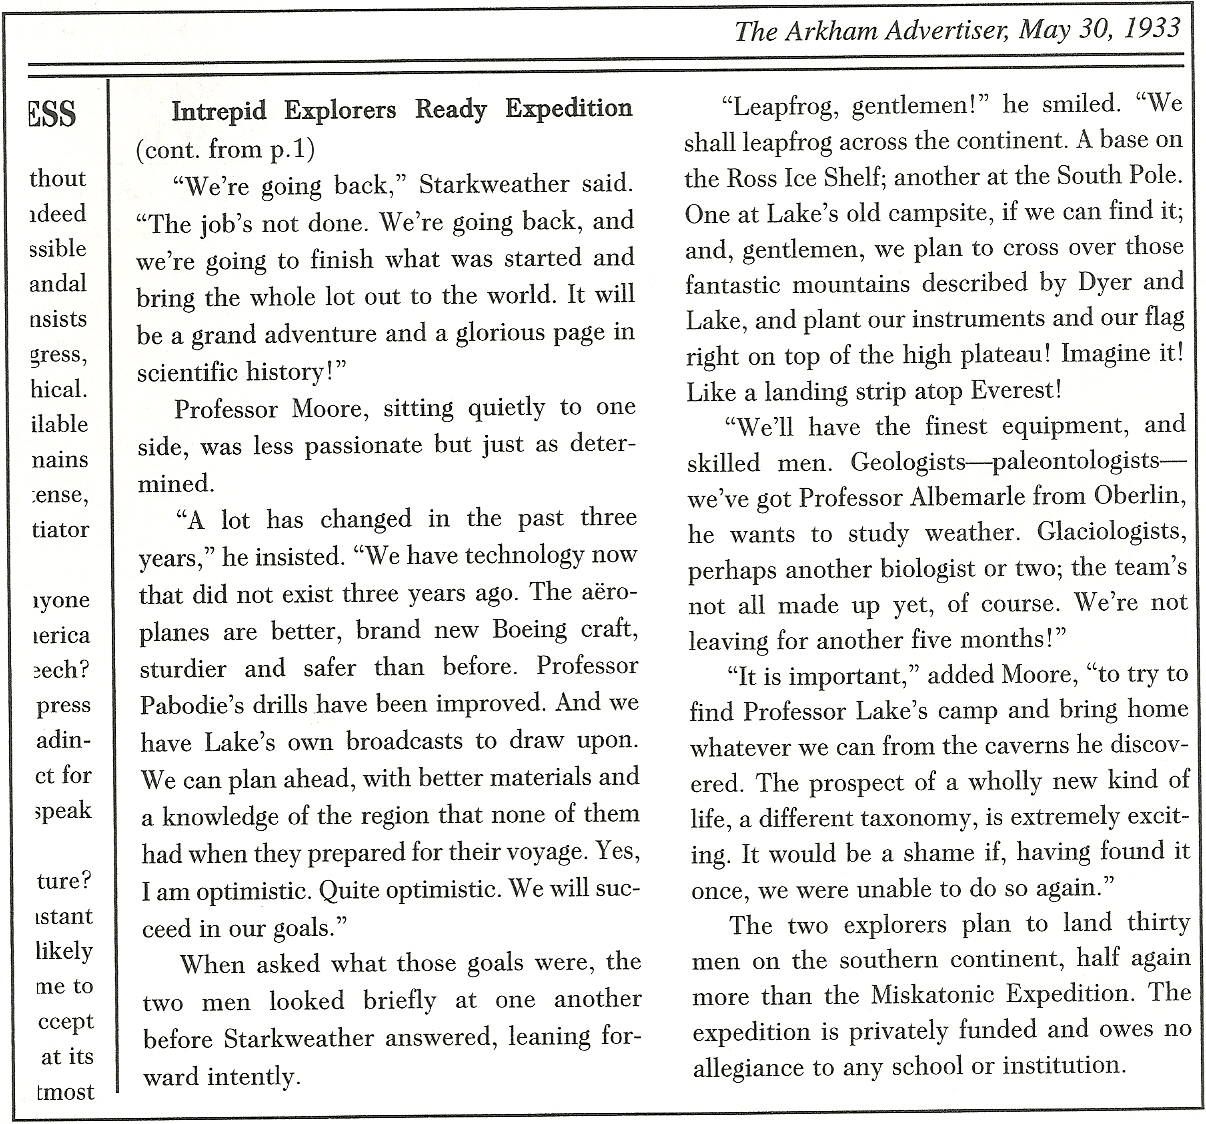 The Arkham Advertiser, May 30, 1933
ESS
thout
deed
ssible
andal
nsists
gress,
hical.
ilable
nains
ense,
tiator
yone
erica
eech?
press
adin-
ct for
speak
ture?
stant
likely
me to
ccept
at its
tmost
Intrepid Explorers Ready Expedition
(cont. from p.1)
“We’re going back,” Starkweather said.
“The job’s not done. We’re going back, and
we’re going to finish what was started and
bring the whole lot out to the world. It will
be a grand adventure and a glorious page in
scientific history!”
Professor Moore, sitting quietly to one
side, was less passionate but just as deter-
mined.
“A lot has changed in the past three
years,” he insisted. “We have technology now
that did not exist three years ago. The aëro-
planes are better, brand new Boeing craft,
sturdier and safer than before. Professor
Pabodie’s drills have been improved. And we
have Lake’s own broadcasts to draw upon.
We can plan ahead, with better materials and
a knowledge of the region that none of them
had when they prepared for their voyage. Yes,
I am optimistic. Quite optimistic. We will suc-
ceed in our goals.”
When asked what those goals were, the
two men looked briefly at one another
before Starkweather answered, leaning for-
ward intently.
“Leapfrog, gentlemen!” he smiled. “We
shall leapfrog across the continent. A base on
the Ross Ice Shelf; another at the South Pole.
One at Lake’s old campsite, if we can find it;
and, gentlemen, we plan to cross over those
fantastic mountains described by Dyer and
Lake, and plant our instruments and our flag
right on top of the high plateau! Imagine it!
Like a landing strip atop Everest!
“We’ll have the finest equipment, and
skilled men. Geologists—paleontologists—
we’ve got Professor Albemarle from Oberlin,
he wants to study weather. Glaciologists,
perhaps another biologist or two; the team’s
not all made up yet, of course. We’re not
leaving for another five months!”
“It is important,” added Moore, “to try to
find Professor Lake’s camp and bring home
whatever we can from the caverns he discov-
ered. The prospect of a wholly new kind of
life, a different taxonomy, is extremely excit-
ing. It would be a shame if, having found it
once, we were unable to do so again.”
The two explorers plan to land thirty
men on the southern continent, half again
more than the Miskatonic Expedition. The
expedition is privately funded and owes no
allegiance to any school or institution.